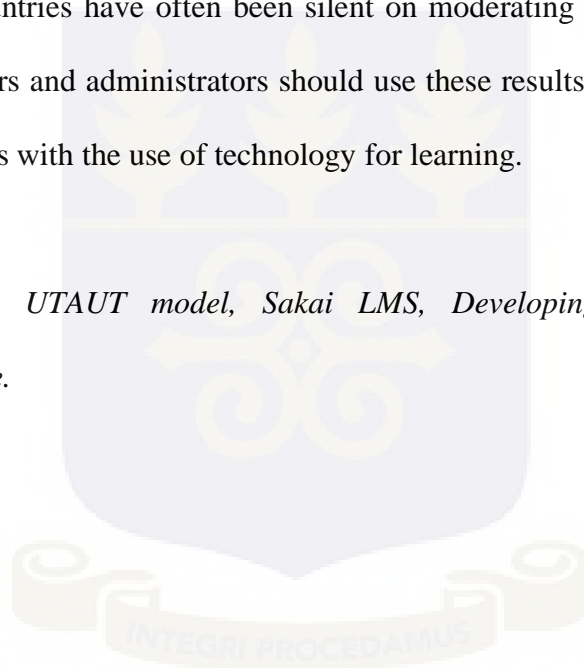 countries have often been silent on moderating
rs and administrators should use these results
s with the use of technology for learning.
UTAUT model, Sakai LMS, Developing
e.
INTEGRI PROCEDAMUS